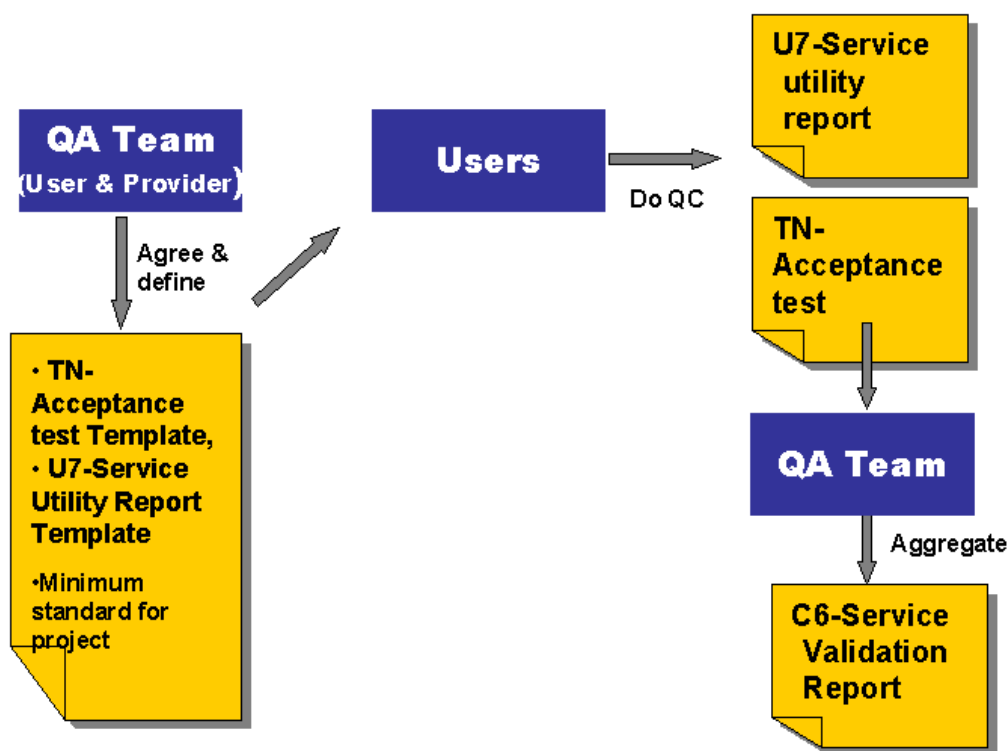 QA Team
(User & Provider)
Agree &
define
• TN-
Acceptance
test Template,
• U7-Service
Utility Report
Template
•Minimum
standard for
project
Users
Do QC
U7-Service
utility
report
TN-
Acceptance
test
QA Team
Aggregate
C6-Service
Validation
Report